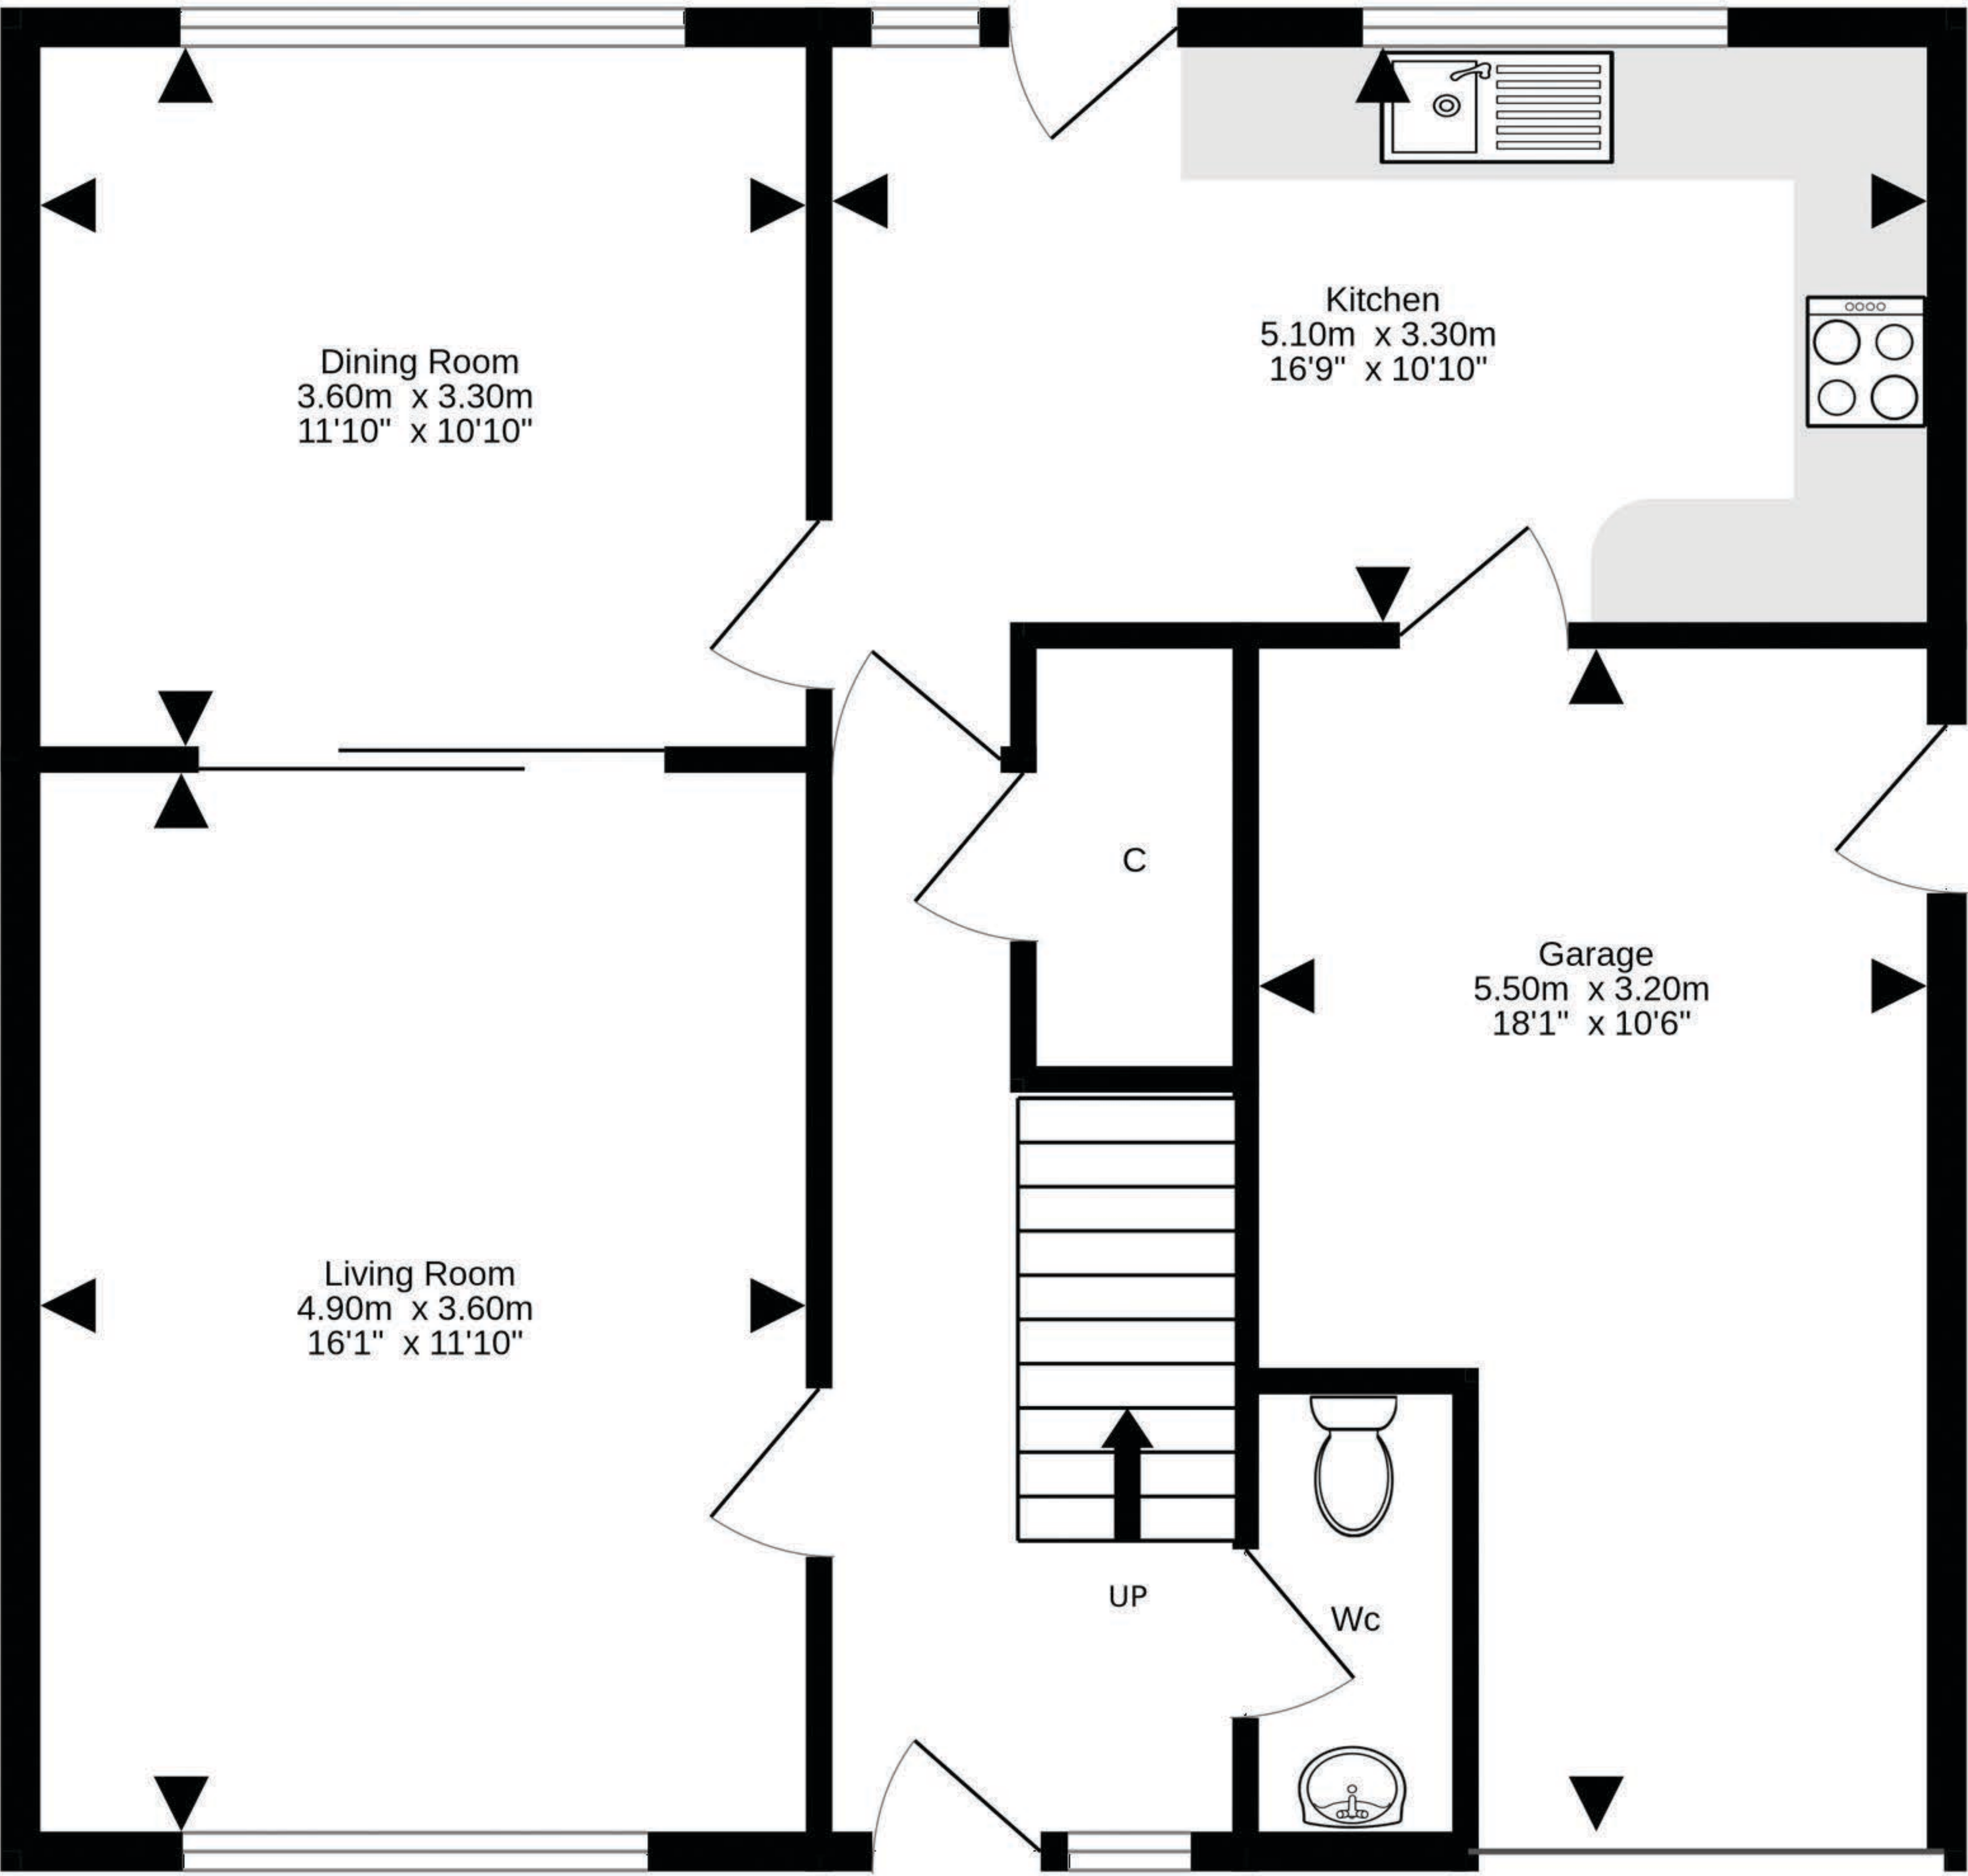 Kitchen
5.10m x 3.30m
16'9" x 10'10"
Dining Room
3.60m x 3.30m
11'10" x 10'10"
C
Garage
5.50m x 3.20m
18'1" x 10'6"
Living Room
4.90m x 3.60m
16'1" x 11'10"
UP
Wc